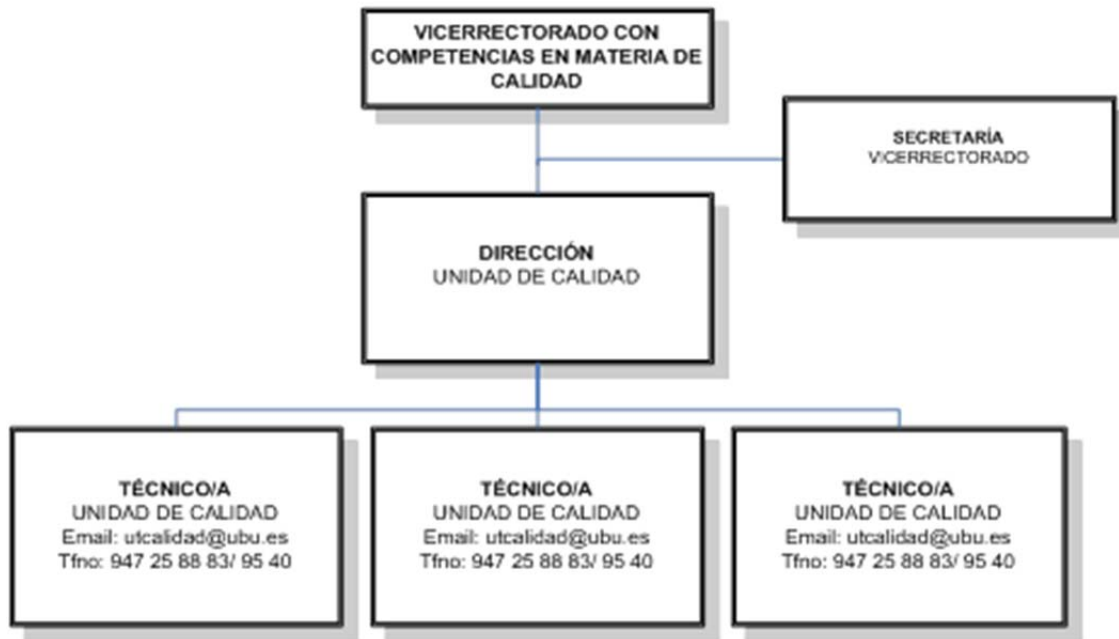 VICERRECTORADO CON
COMPETENCIAS EN MATERIA DE
CALIDAD
SECRETARÍA
VICERRECTORADO
DIRECCIÓN
UNIDAD DE CALIDAD
TÉCNICO/A
UNIDAD DE CALIDAD
Email: utcalidad@ubu.es
Tfno: 947 25 88 83/ 95 40
TÉCNICO/A
UNIDAD DE CALIDAD
Email: utcalidad@ubu.es
Tfno: 947 25 88 83/ 95 40
TÉCNICO/A
UNIDAD DE CALIDAD
Email: utcalidad@ubu.es
Tfno: 947 25 88 83/ 95 40